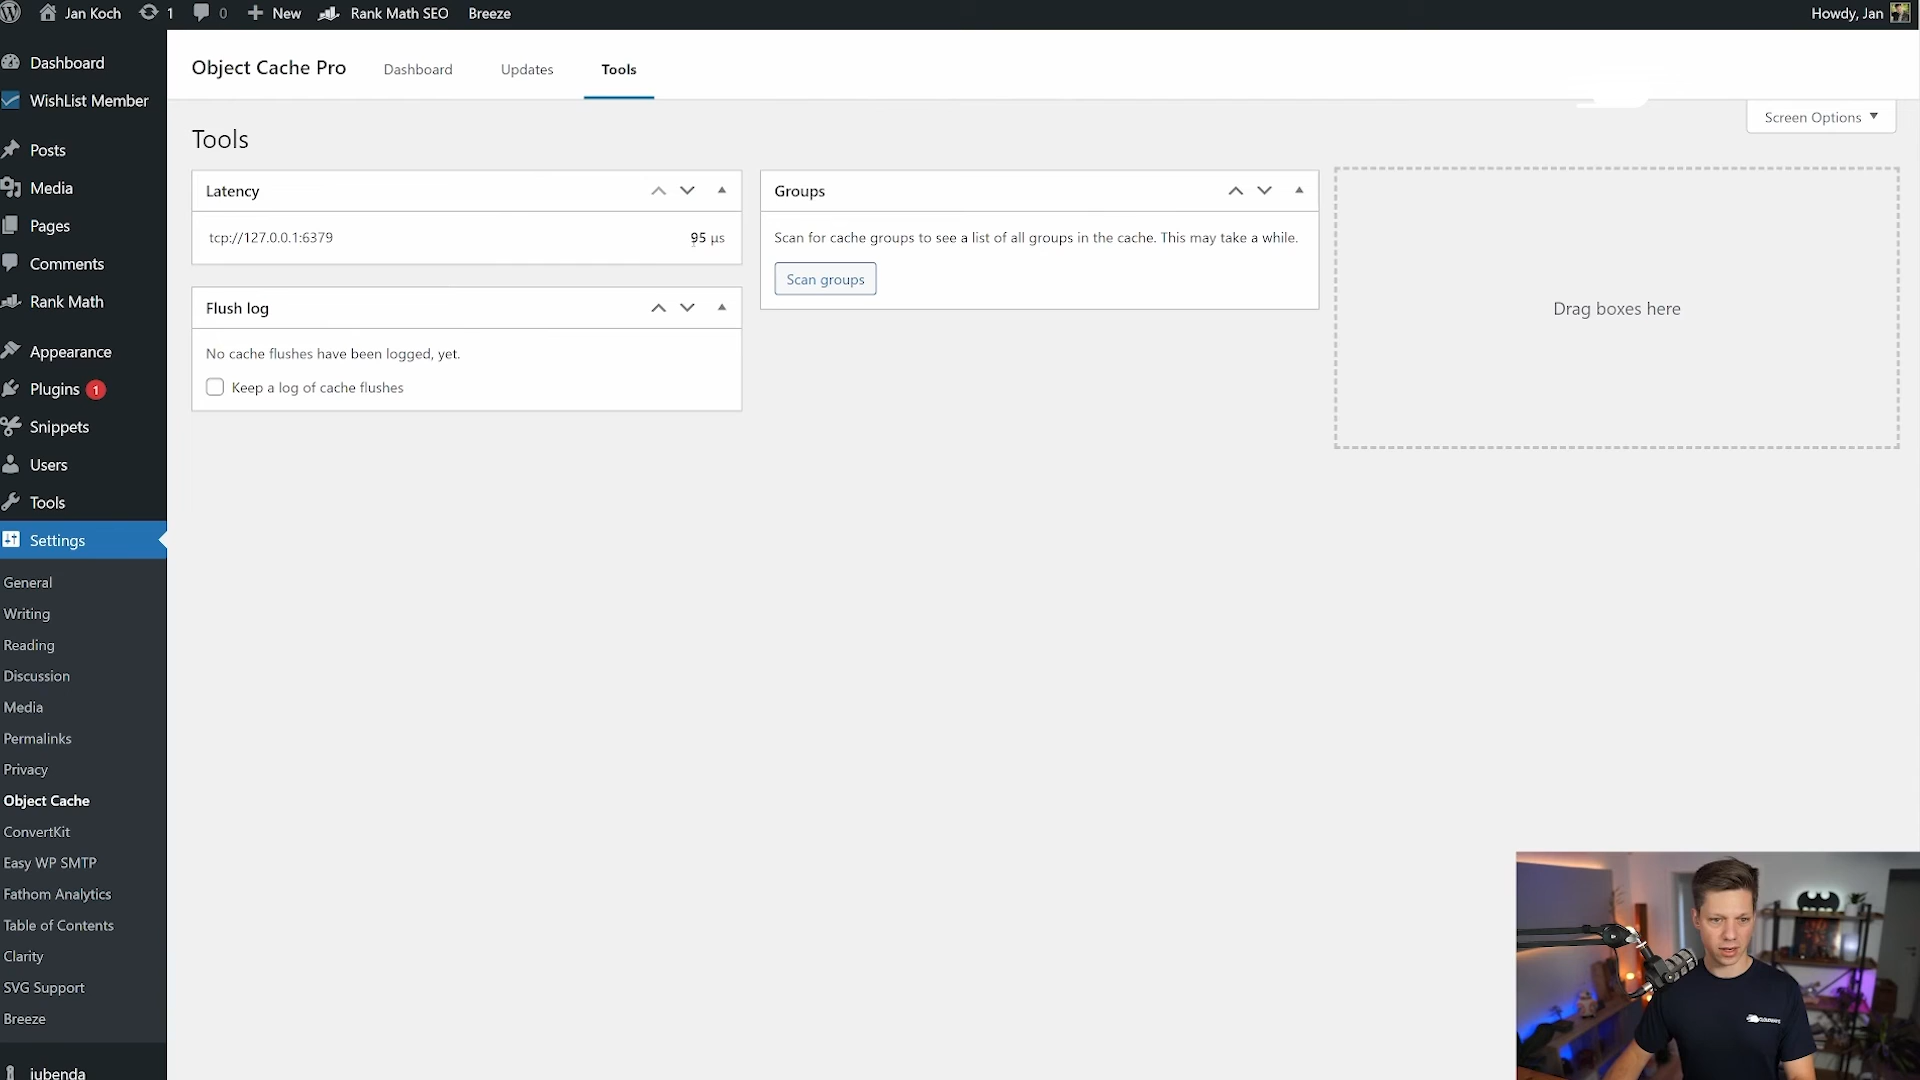 Jan Koch
1
0
New
Rank Math SEO
Breeze
Howdy, Jan
Dashboard
WishList Member
Posts
Media
Pages
Comments
Rank Math
Appearance
Plugins 1
Snippets
Users
Tools
Settings
General
Writing
Reading
Discussion
Media
Permalinks
Privacy
Object Cache
ConvertKit
Easy WP SMTP
Fathom Analytics
Table of Contents
Clarity
SVG Support
Breeze
iubenda
Object Cache Pro
Dashboard
Updates
Tools
Screen Options
Tools
Latency
tcp://127.0.0.1:6379
95 µs
Flush log
No cache flushes have been logged, yet.
Keep a log of cache flushes
Groups
Scan for cache groups to see a list of all groups in the cache. This may take a while.
Scan groups
Drag boxes here
CLOUDWAYS